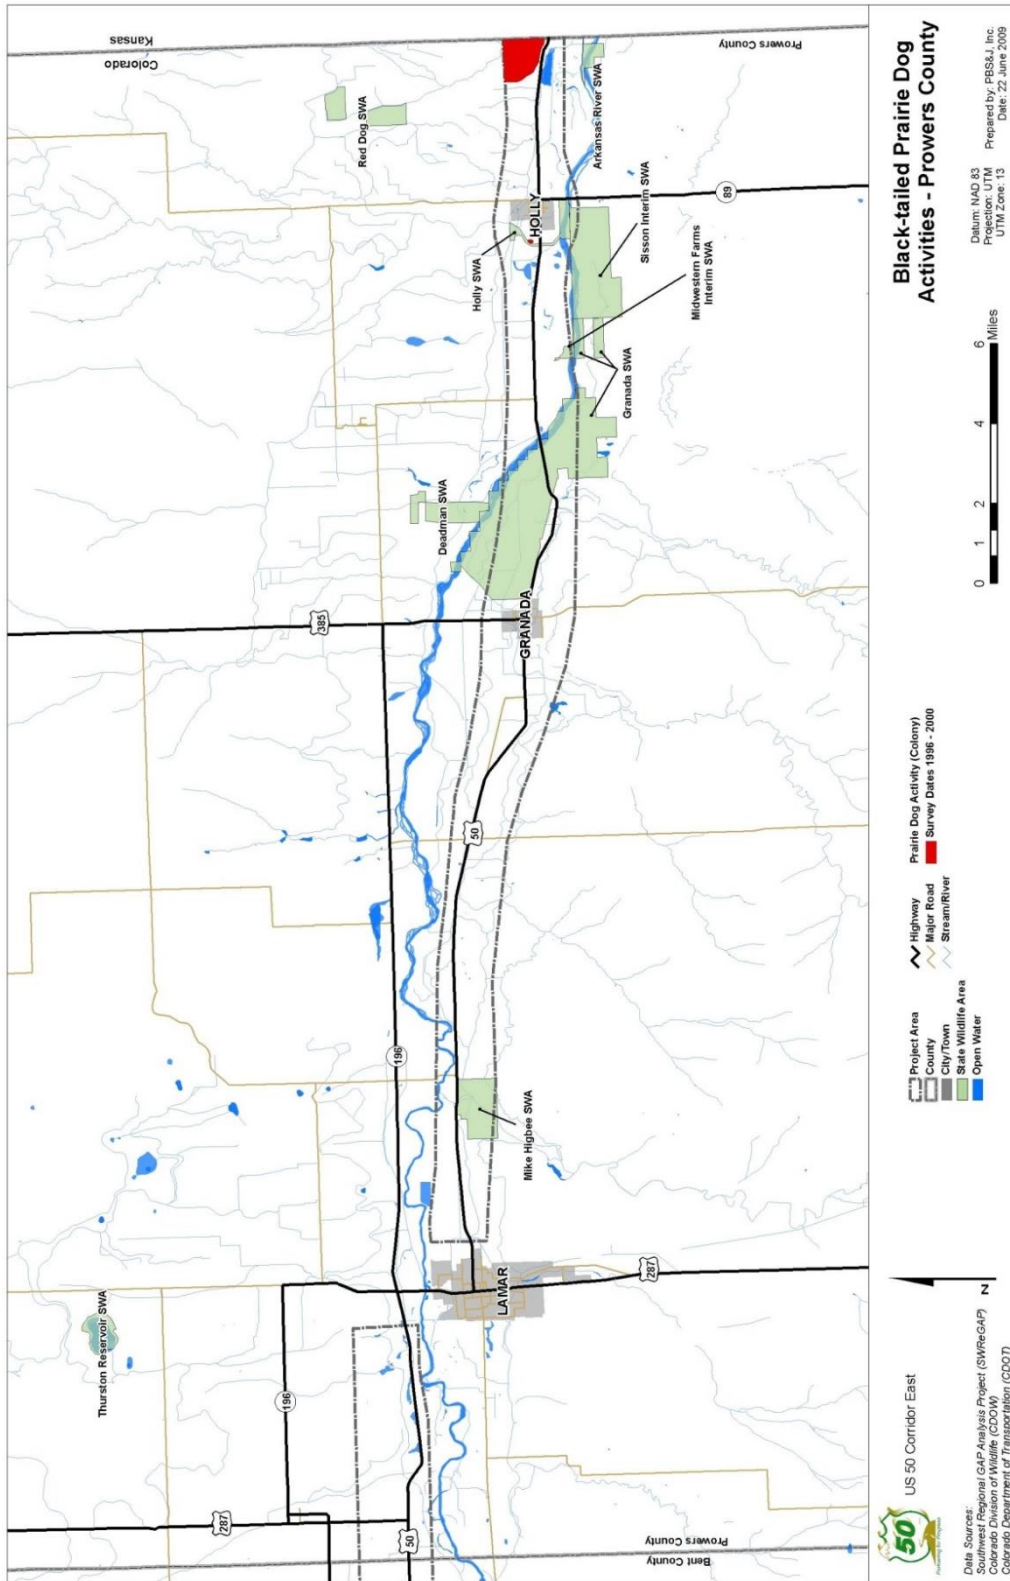 Kansas
Colorado
Red Dog SWA
Arkansas River SWA
Powers County
89
HOLLY
Holly SWA
Sisson Interim SWA
Midwestern Farms
Interim SWA
Granada SWA
Deadman SWA
GRANADA
385
50
196
Mike Higbee SWA
Thurston Reservoir SWA
LAMAR
287
196
287
50
Prowers County
Bent County
Black-tailed Prairie Dog
Activities - Prowers County
Datum: NAD 83
Projection: UTM
UTM Zone: 13
Prepared by: PBS&J, Inc.
Date: 22 June 2009
0 1 2 4 6
Miles
Project Area
County
City/Town
State Wildlife Area
Open Water
Highway
Major Road
Stream/River
Prairie Dog Activity (Colony)
Survey Dates 1996 - 2000
N
50
US 50 Corridor East
Data Sources:
Southwest Regional GAP Analysis Project (SWReGAP)
Colorado Division of Wildlife (CDOW)
Colorado Department of Transportation (CDOT)